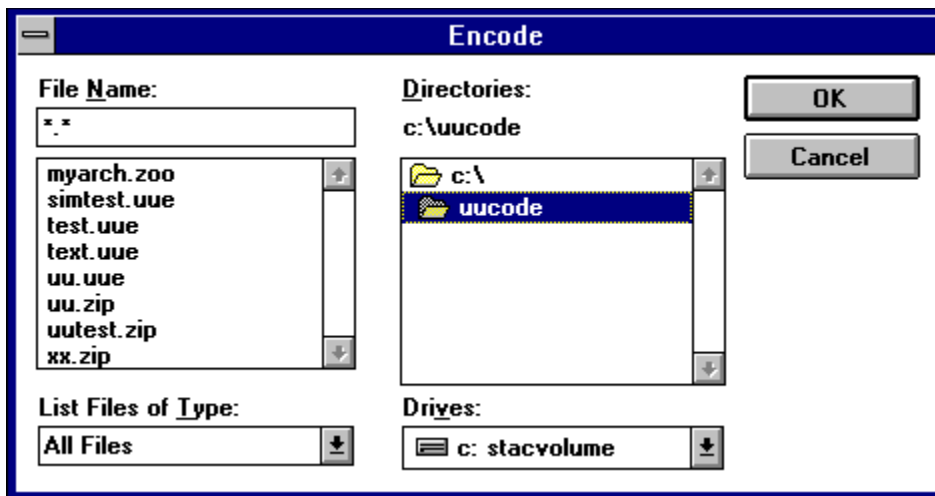 Encode
File Name:
*.*
myarch.zoo
simtest.uue
test.uue
text.uue
uu.uue
uu.zip
uutest.zip
xx.zip
List Files of Type:
All Files
Directories:
c:\uucode
c:\
uucode
Drives:
c: stacvolume
OK
Cancel